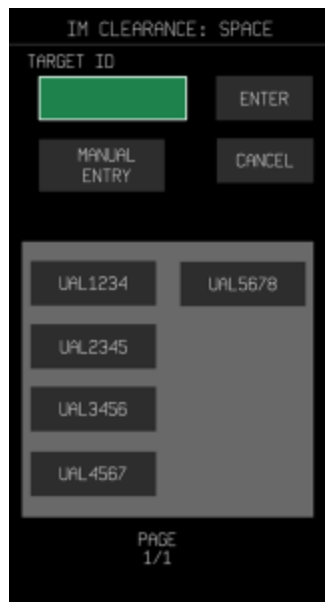 IM CLEARANCE: SPACE
TARGET ID
ENTER
MANUAL
ENTRY
CANCEL
UAL1234
UAL5678
UAL2345
UAL3456
UAL4567
PAGE
1/1